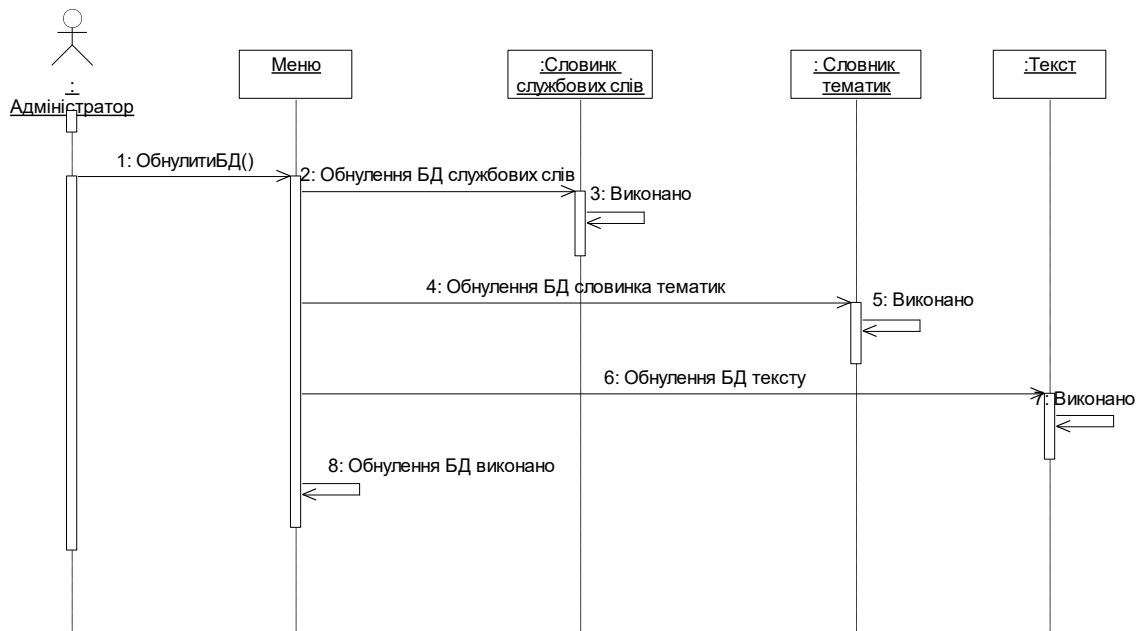 :
Адміністратор
Меню
:Словинк
службових слів
: Словник
тематик
:Текст
1: ОбнулитиБД()
2: Обнулення БД службових слів
3: Виконано
4: Обнулення БД словинка тематик
5: Виконано
6: Обнулення БД тексту
7: Виконано
8: Обнулення БД виконано